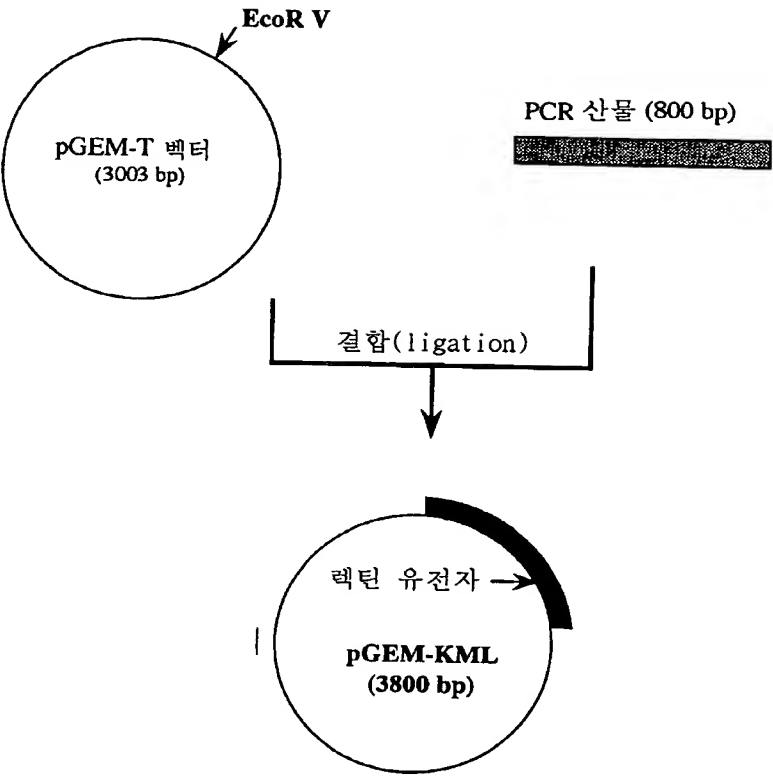 EcoR V
pGEM-T 벡터
(3003 bp)
PCR 산물 (800 bp)
결합(ligation)
렉틴 유전자
pGEM-KML
(3800 bp)